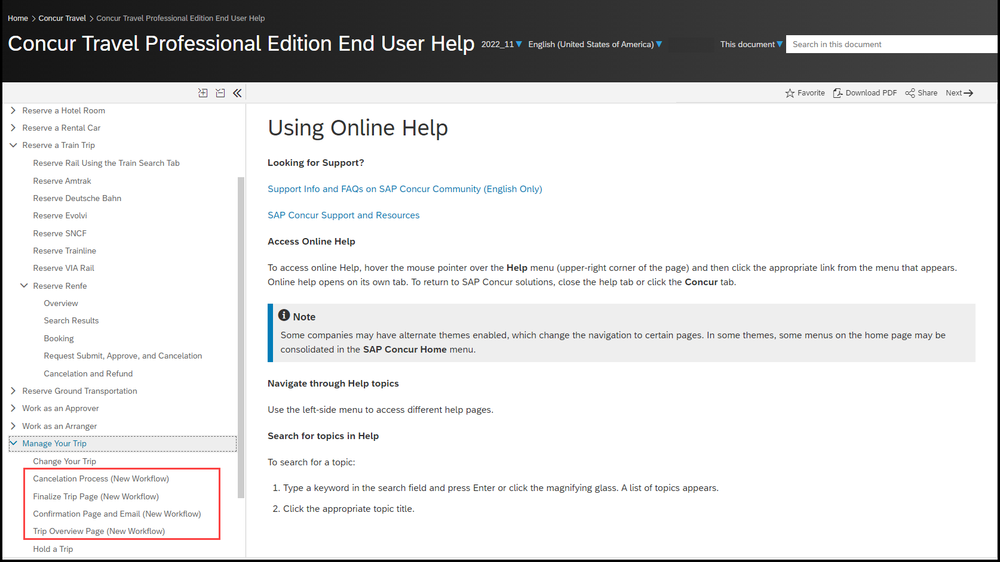 Home > Concur Travel > Concur Travel Professional Edition End User Help
Concur Travel Professional Edition End User Help 2022_11 English (United States of America) This document Search in this document
Favorite Download PDF Share Next
Reserve a Hotel Room
Reserve a Rental Car
Reserve a Train Trip
Reserve Rail Using the Train Search Tab
Reserve Amtrak
Reserve Deutsche Bahn
Reserve Evolvi
Reserve SNCF
Reserve Trainline
Reserve VIA Rail
Reserve Renfe
Overview
Search Results
Booking
Request Submit, Approve, and Cancelation
Cancelation and Refund
Reserve Ground Transportation
Work as an Approver
Work as an Arranger
Manage Your Trip
Change Your Trip
Cancelation Process (New Workflow)
Finalize Trip Page (New Workflow)
Confirmation Page and Email (New Workflow)
Trip Overview Page (New Workflow)
Hold a Trip
Using Online Help
Looking for Support?
Support Info and FAQs on SAP Concur Community (English Only)
SAP Concur Support and Resources
Access Online Help
To access online Help, hover the mouse pointer over the Help menu (upper-right corner of the page) and then click the appropriate link from the menu that appears.
Online help opens on its own tab. To return to SAP Concur solutions, close the help tab or click the Concur tab.
Note
Some companies may have alternate themes enabled, which change the navigation to certain pages. In some themes, some menus on the home page may be
consolidated in the SAP Concur Home menu.
Navigate through Help topics
Use the left-side menu to access different help pages.
Search for topics in Help
To search for a topic:
1. Type a keyword in the search field and press Enter or click the magnifying glass. A list of topics appears.
2. Click the appropriate topic title.